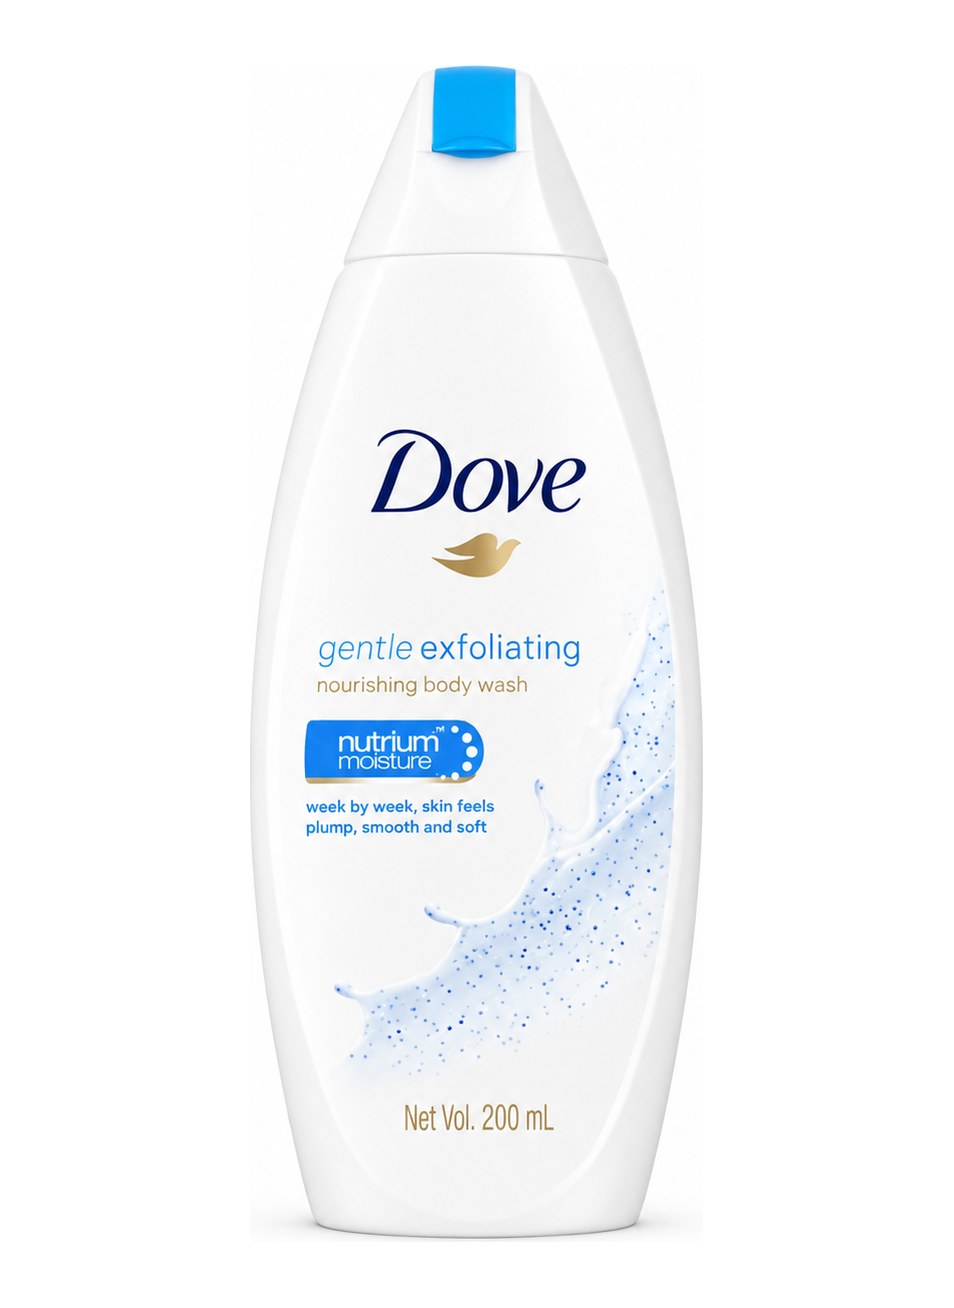 Dove
gentle exfoliating
nourishing body wash
nutrium™
moisture
week by week, skin feels
plump, smooth and soft
Net Vol. 200 mL